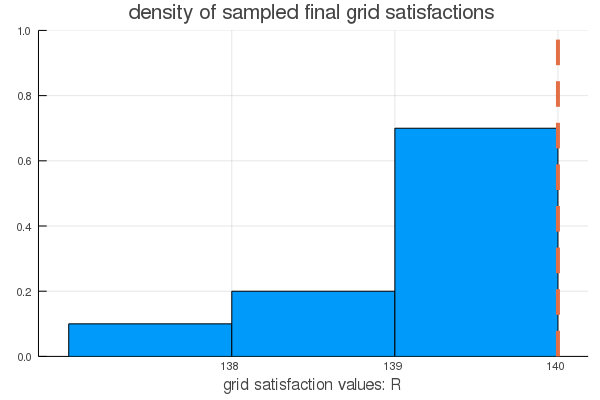 density of sampled final grid satisfactions
1.0
0.8
0.6
0.4
0.2
0.0
138 139 140
grid satisfaction values: R